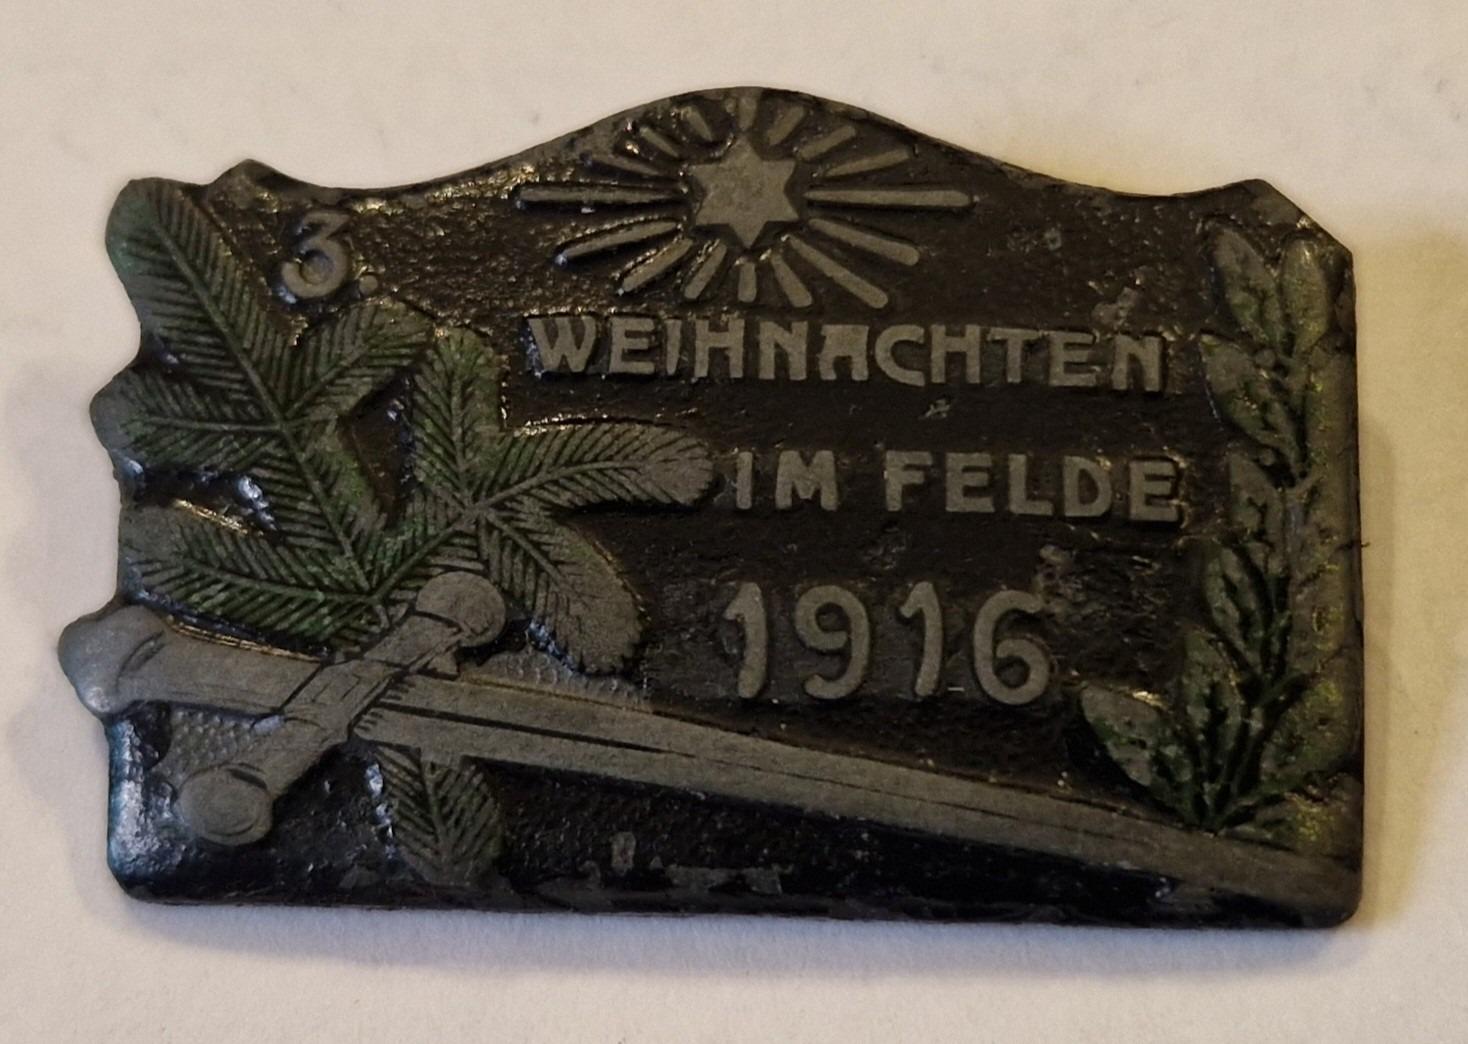 3.
WEIHNACHTEN
IM FELDE
1916